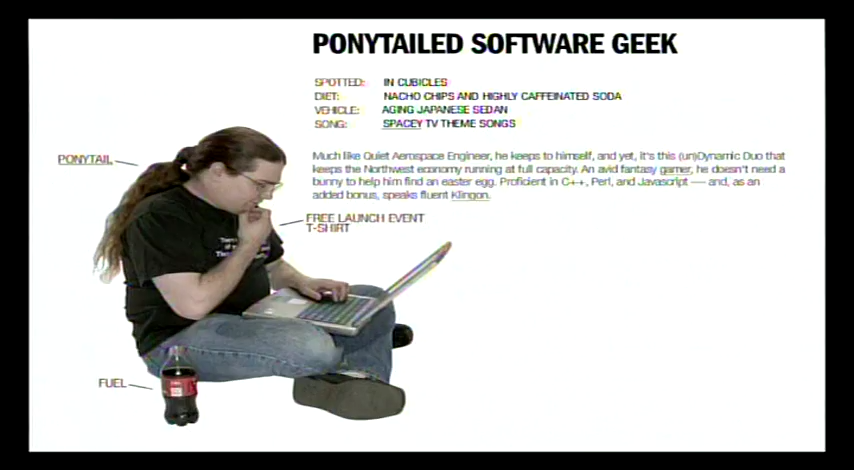 PONYTAILED SOFTWARE GEEK
SPOTTED: IN CUBICLES
DIET: NACHO CHIPS AND HIGHLY CAFFEINATED SODA
VEHICLE: AGING JAPANESE SEDAN
SONG: SPACEY TV THEME SONGS
Much like Quiet Aerospace Engineer, he keeps to himself, and yet, it's this (un)Dynamic Duo that
keeps the Northwest economy running at full capacity. An avid fantasy gamer, he doesn't need a
bunny to help him find an easter egg. Proficient in C++, Perl, and Javascript — and, as an
added bonus, speaks fluent Klingon.
PONYTAIL
FREE LAUNCH EVENT
T-SHIRT
FUEL